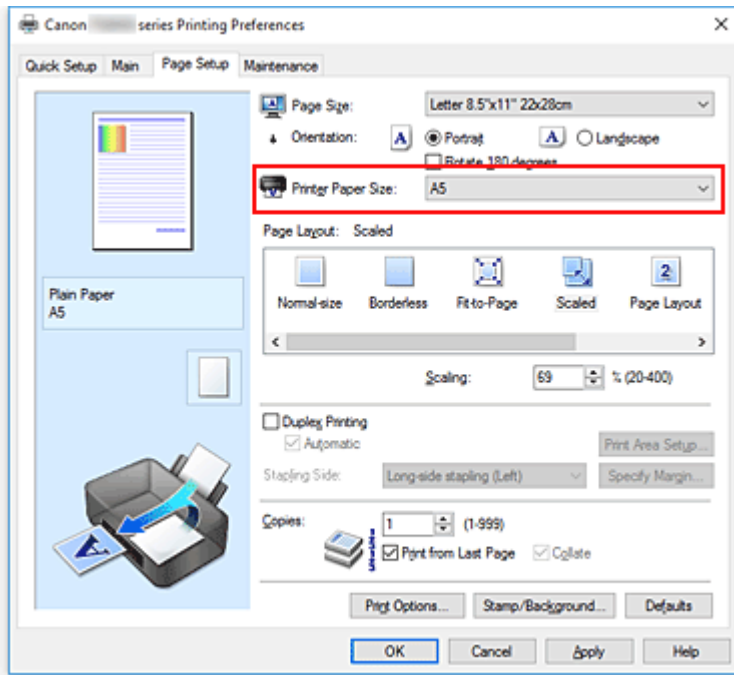 Canon series Printing Preferences
Quick Setup Main Page Setup Maintenance
Page Size: Letter 8.5"x11" 22x28cm
Orientation: A Portrait A Landscape
Rotate 180 degrees
Printer Paper Size: A5
Page Layout: Scaled
Normal-size Borderless Fit-to-Page Scaled Page Layout
Plain Paper
A5
Scaling: 69 % (20-400)
Duplex Printing
Automatic Print Area Setup...
Stapling Side: Long-side stapling (Left) Specify Margin...
Copies: 1 (1-999)
Print from Last Page Collate
Print Options... Stamp/Background... Defaults
OK Cancel Apply Help